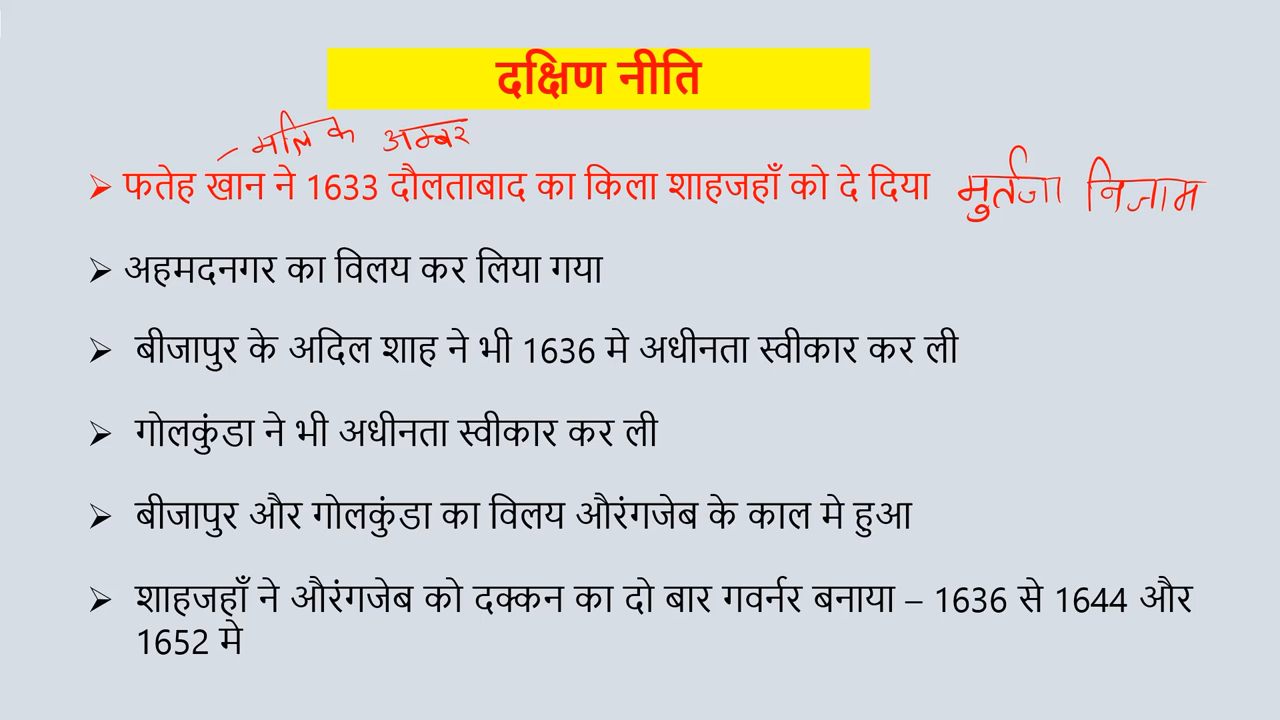 दक्षिण नीति
– मलिक अम्बर
➢ फतेह खान ने 1633 दौलताबाद का किला शाहजहाँ को दे दिया मुर्तजा निजाम
➢ अहमदनगर का विलय कर लिया गया
➢ बीजापुर के अदिल शाह ने भी 1636 मे अधीनता स्वीकार कर ली
➢ गोलकुंडा ने भी अधीनता स्वीकार कर ली
➢ बीजापुर और गोलकुंडा का विलय औरंगजेब के काल मे हुआ
➢ शाहजहाँ ने औरंगजेब को दक्कन का दो बार गवर्नर बनाया – 1636 से 1644 और
1652 मे